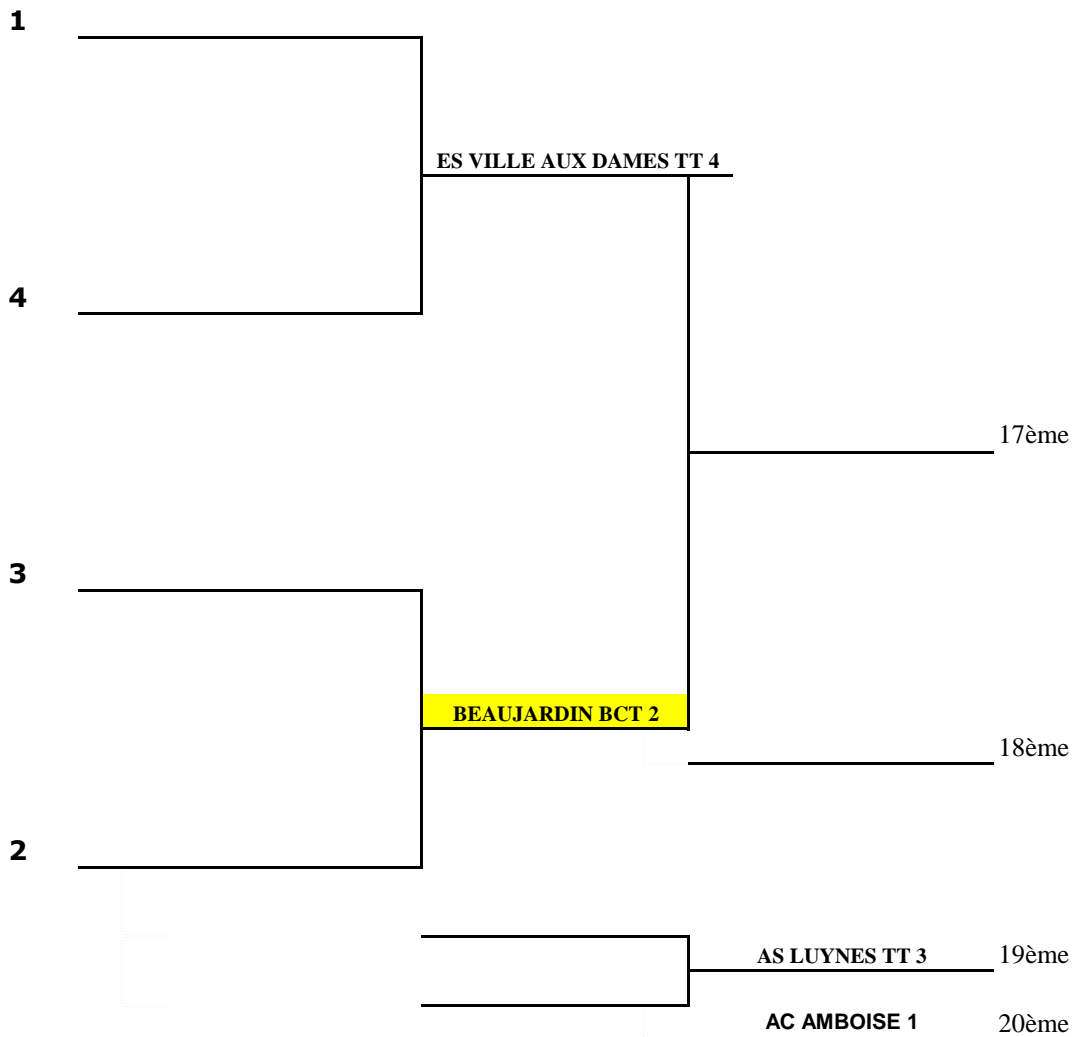 1
ES VILLE AUX DAMES TT 4
4
17ème
3
BEAUJARDIN BCT 2
18ème
2
AS LUYNES TT 3 19ème
AC AMBOISE 1 20ème